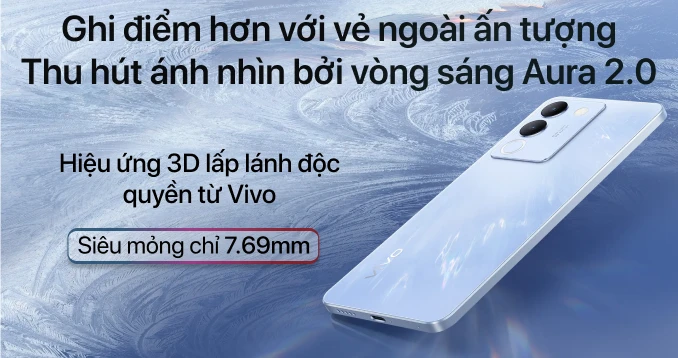 Ghi điểm hơn với vẻ ngoài ấn tượng
Thu hút ánh nhìn bởi vòng sáng Aura 2.0
Hiệu ứng 3D lấp lánh độc
quyền từ Vivo
Siêu mỏng chỉ 7.69mm
vivo